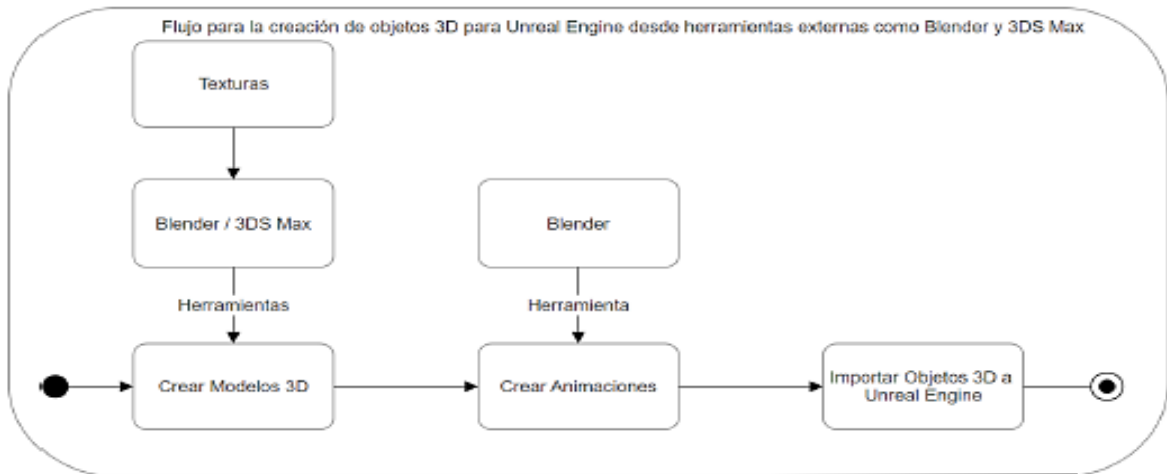 Flujo para la creación de objetos 3D para Unreal Engine desde herramientas externas como Blender y 3DS Max
Texturas
Blender / 3DS Max
Blender
Herramientas
Herramienta
Crear Modelos 3D
Crear Animaciones
Importar Objetos 3D a
Unreal Engine